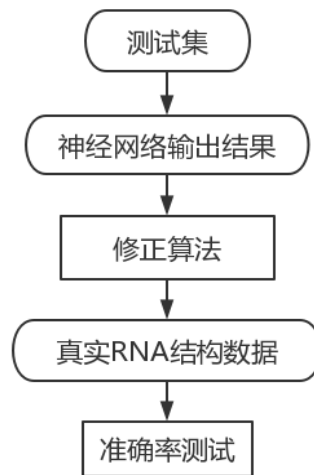 测试集
神经网络输出结果
修正算法
真实RNA结构数据
准确率测试